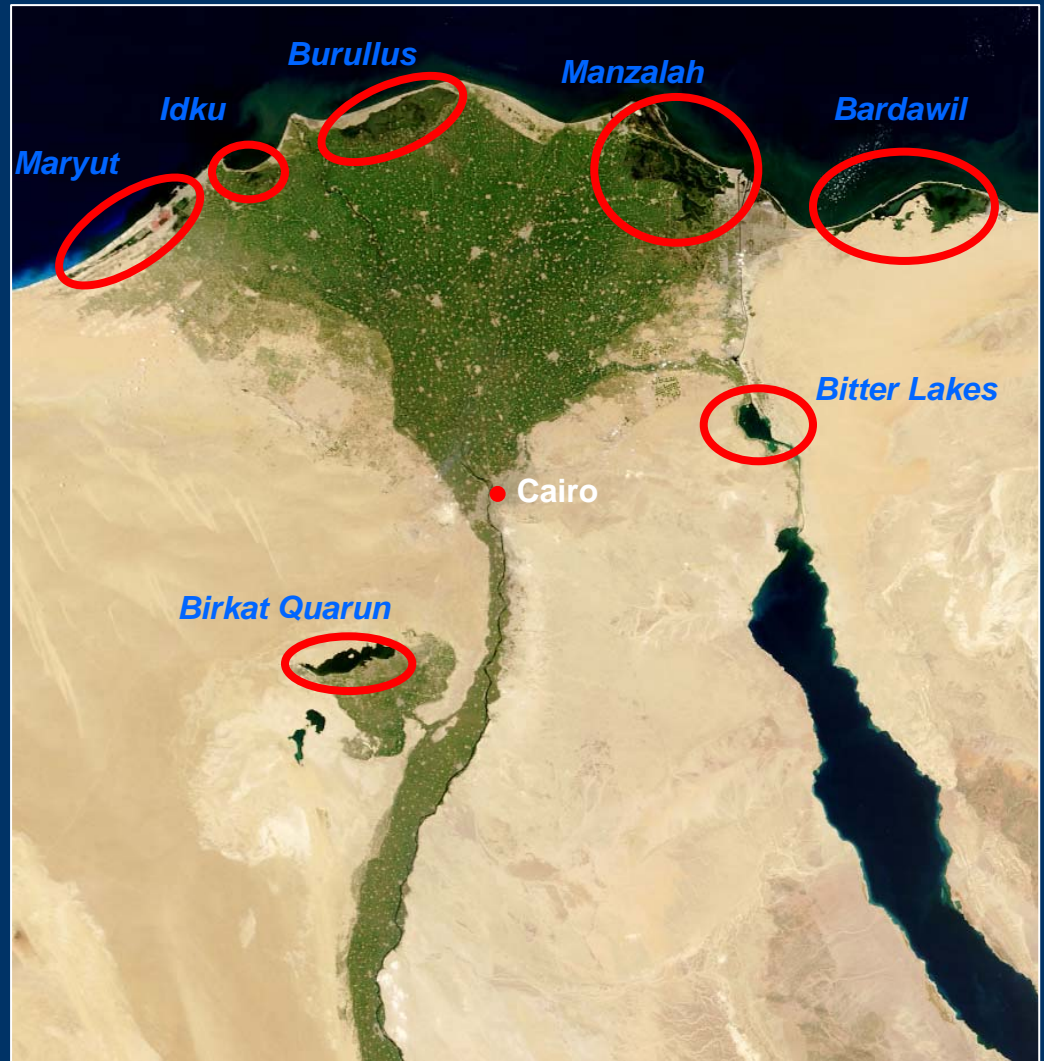 Burullus
Manzalah
Idku
Bardawil
Maryut
Bitter Lakes
Cairo
Birkat Quarun